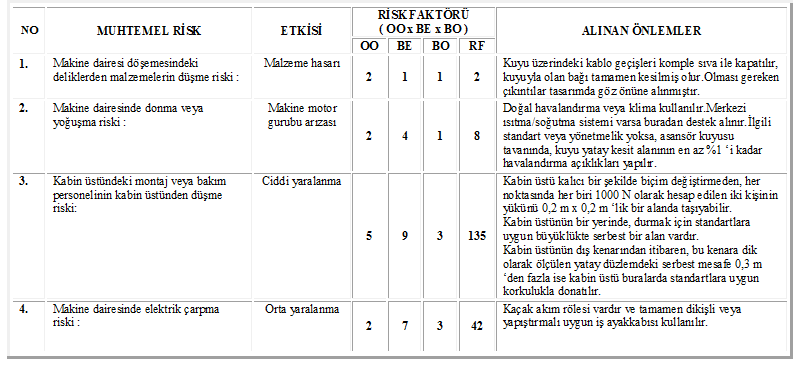 NO
MUHTEMEL RİSK
ETKİSİ
RİSK FAKTÖRÜ
( OO x BE x BO )
OO BE BO RF
ALINAN ÖNLEMLER
1.
Makine dairesi döşemesindeki
deliklerden malzemelerin düşme riski :
Malzeme hasarı
2 1 1 2
Kuyu üzerindeki kablo geçişleri komple sıva ile kapatılır,
kuyuyla olan bağı tamamen kesilmiş olur.Olması gereken
çıkıntılar tasarımda göz önüne alınmıştır.
2.
Makine dairesinde donma veya
yoğuşma riski :
Makine motor
gurubu arızası
2 4 1 8
Doğal havalandırma veya klima kullanılır.Merkezi
ısıtma/soğutma sistemi varsa buradan destek alınır.İlgili
standart veya yönetmelik yoksa, asansör kuyusu
tavanında, kuyu yatay kesit alanının en az %1 ‘i kadar
havalandırma açıklıkları yapılır.
3.
Kabin üstündeki montaj veya bakım
personelinin kabin üstünden düşme
riski:
Ciddi yaralanma
5 9 3 135
Kabin üstü kalıcı bir şekilde biçim değiştirmeden, her
noktasında her biri 1000 N olarak hesap edilen iki kişinin
yükünü 0,2 m x 0,2 m ‘lik bir alanda taşıyabilir.
Kabin üstünün bir yerinde, durmak için standartlara
uygun büyüklükte serbest bir alan vardır.
Kabin üstünün dış kenarından itibaren, bu kenara dik
olarak ölçülen yatay düzlemdeki serbest mesafe 0,3 m
‘den fazla ise kabin üstü buralarda standartlara uygun
korkulukla donatılır.
4.
Makine dairesinde elektrik çarpma
riski :
Orta yaralanma
2 7 3 42
Kaçak akım rölesi vardır ve tamamen dikişli veya
yapıştırmalı uygun iş ayakkabısı kullanılır.